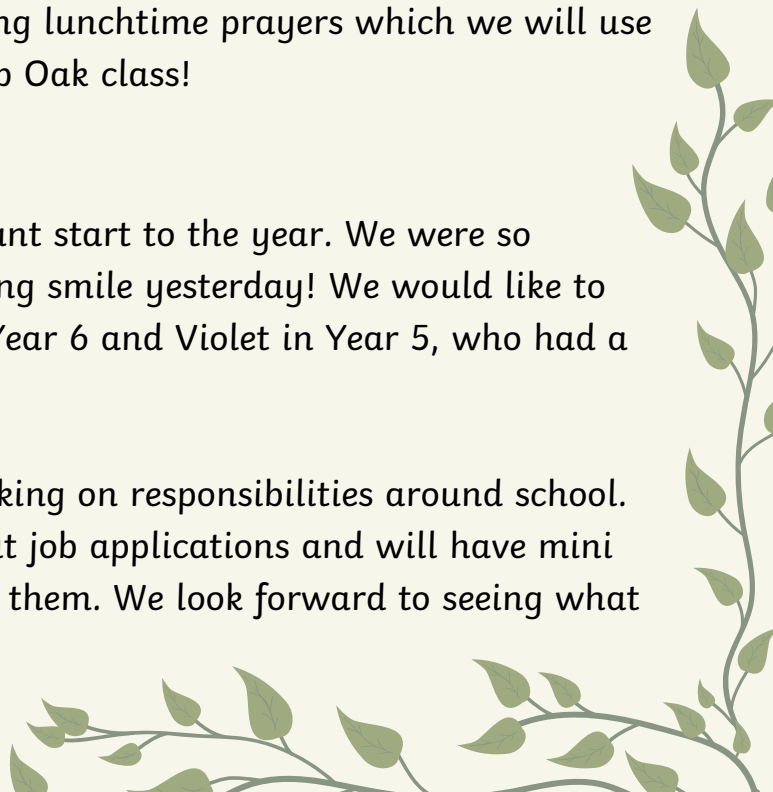 ng lunchtime prayers which we will use
Oak class!
nt start to the year. We were so
ng smile yesterday! We would like to
Year 6 and Violet in Year 5, who had a
king on responsibilities around school.
t job applications and will have mini
them. We look forward to seeing what